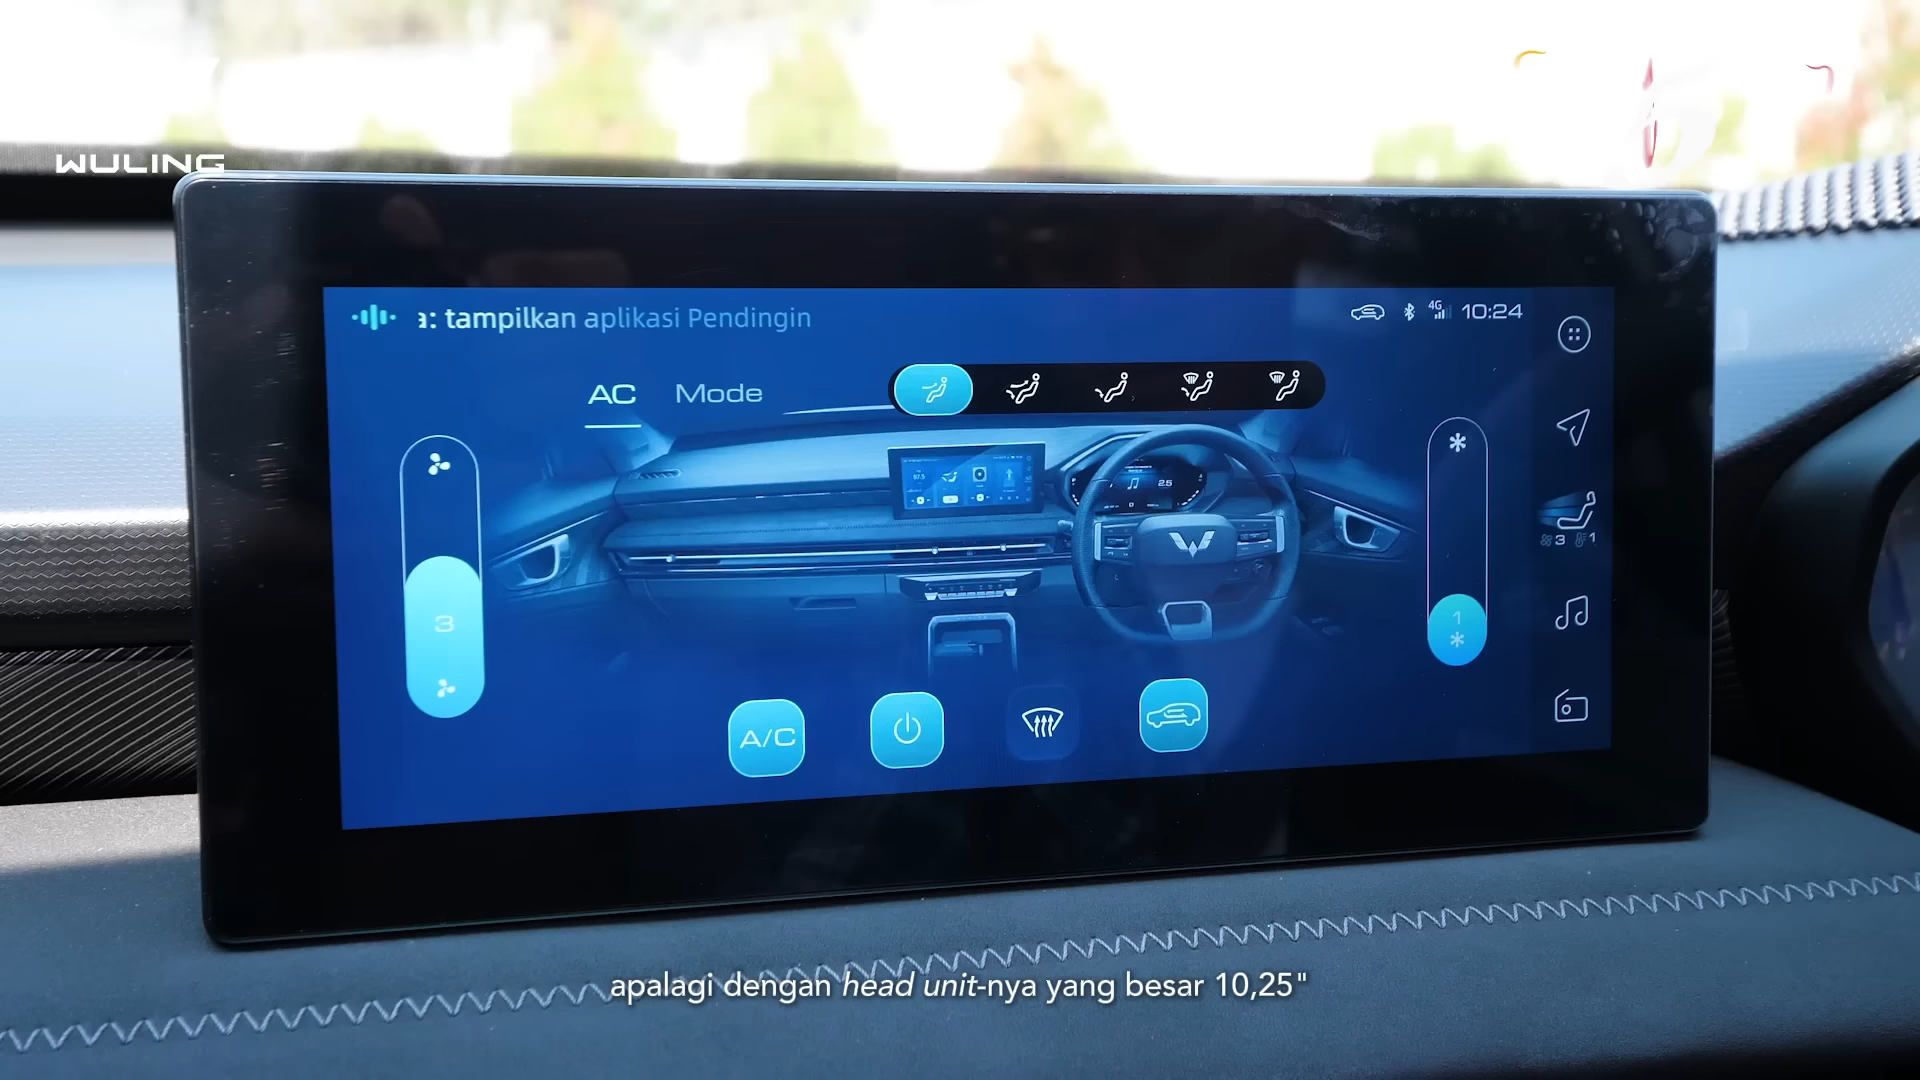 WULING
a: tampilkan aplikasi Pendingin
4G 10:24
AC Mode
3
1
3 1
A/C
apalagi dengan head unit-nya yang besar 10,25"